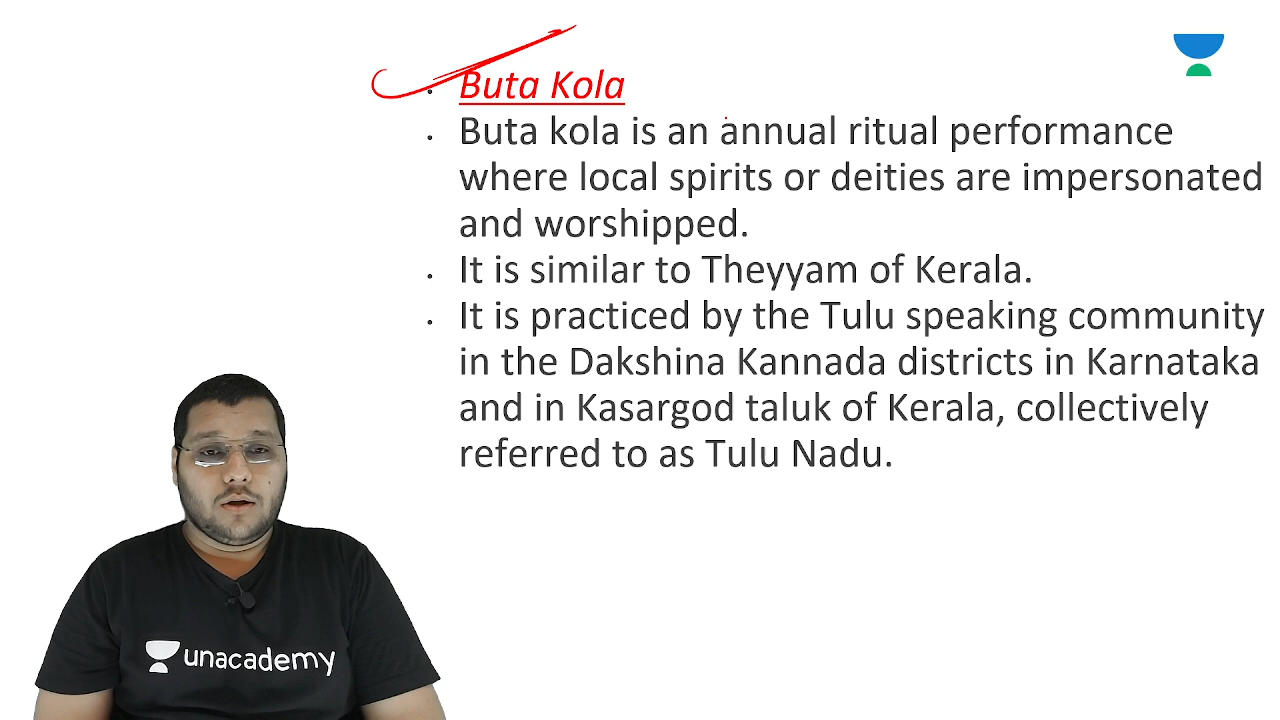 Buta Kola
Buta kola is an annual ritual performance
where local spirits or deities are impersonated
and worshipped.
It is similar to Theyyam of Kerala.
It is practiced by the Tulu speaking community
in the Dakshina Kannada districts in Karnataka
and in Kasargod taluk of Kerala, collectively
referred to as Tulu Nadu.
unacademy